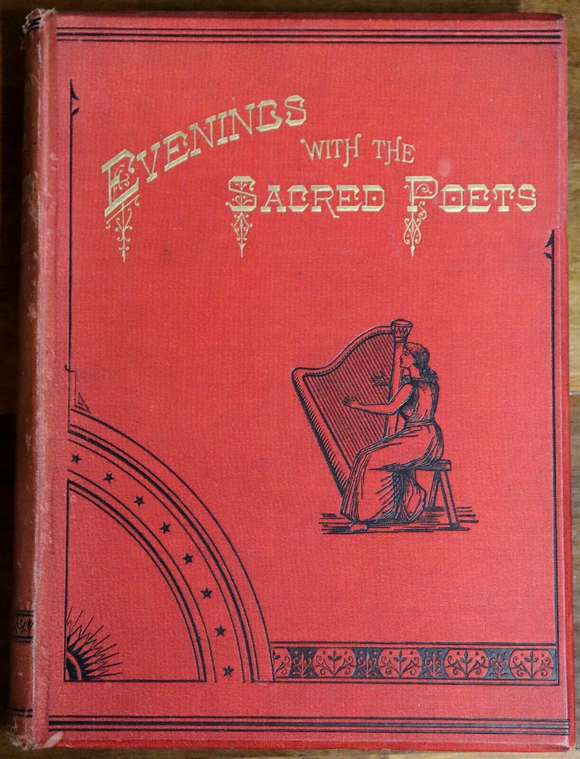 EVENINGS
WITH THE
SACRED POETS